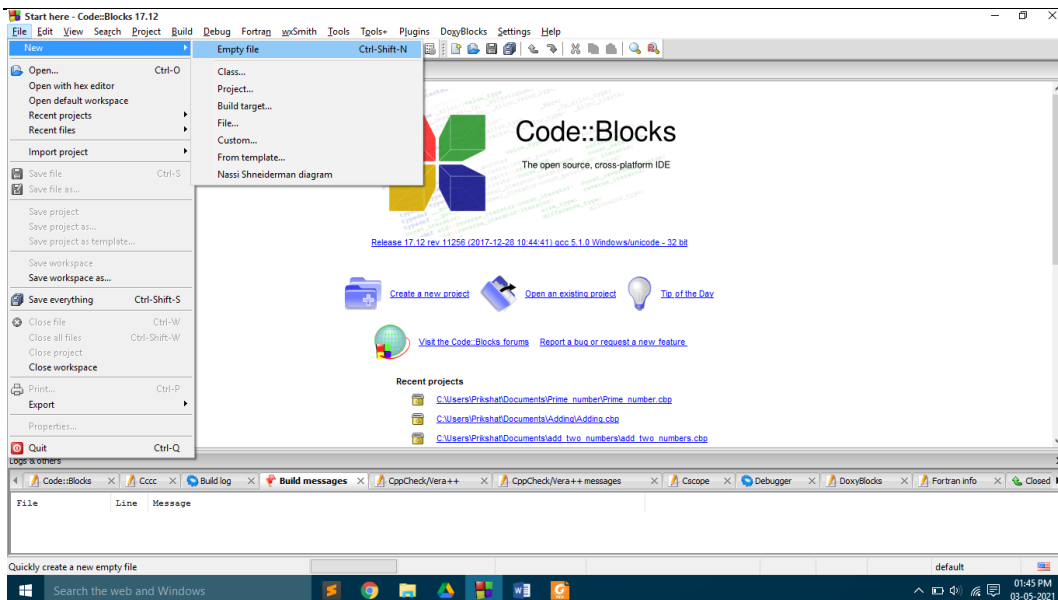 Start here - Code::Blocks 17.12
File Edit View Search Project Build Debug Fortran wxSmith Tools Tools+ Plugins DoxyBlocks Settings Help
New
Open... Ctrl-O
Open with hex editor
Open default workspace
Recent projects
Recent files
Import project
Save file Ctrl-S
Save file as...
Save project
Save project as...
Save project as template...
Save workspace
Save workspace as...
Save everything Ctrl-Shift-S
Close file Ctrl-W
Close all files Ctrl-Shift-W
Close project
Close workspace
Print... Ctrl-P
Export
Properties...
Quit Ctrl-Q
Empty file Ctrl-Shift-N
Class...
Project...
Build target...
File...
Custom...
From template...
Nassi Shneiderman diagram
Code::Blocks
The open source, cross-platform IDE
Release 17.12 rev 11256 (2017-12-28 10:44:41) gcc 5.1.0 Windows/unicode - 32 bit
Create a new project Open an existing project Tip of the Day
Visit the Code::Blocks forums Report a bug or request a new feature
Recent projects
C:\Users\Prikshat\Documents\Prime_number\Prime_number.cbp
C:\Users\Prikshat\Documents\Adding\Adding.cbp
C:\Users\Prikshat\Documents\add_two_numbers\add_two_numbers.cbp
Logs & others
Code::Blocks Cccc Build log Build messages CppCheck/Vera++ CppCheck/Vera++ messages Cscope Debugger DoxyBlocks Fortran info Closed
File Line Message
Quickly create a new empty file default
Search the web and Windows
01:45 PM
03-05-2021